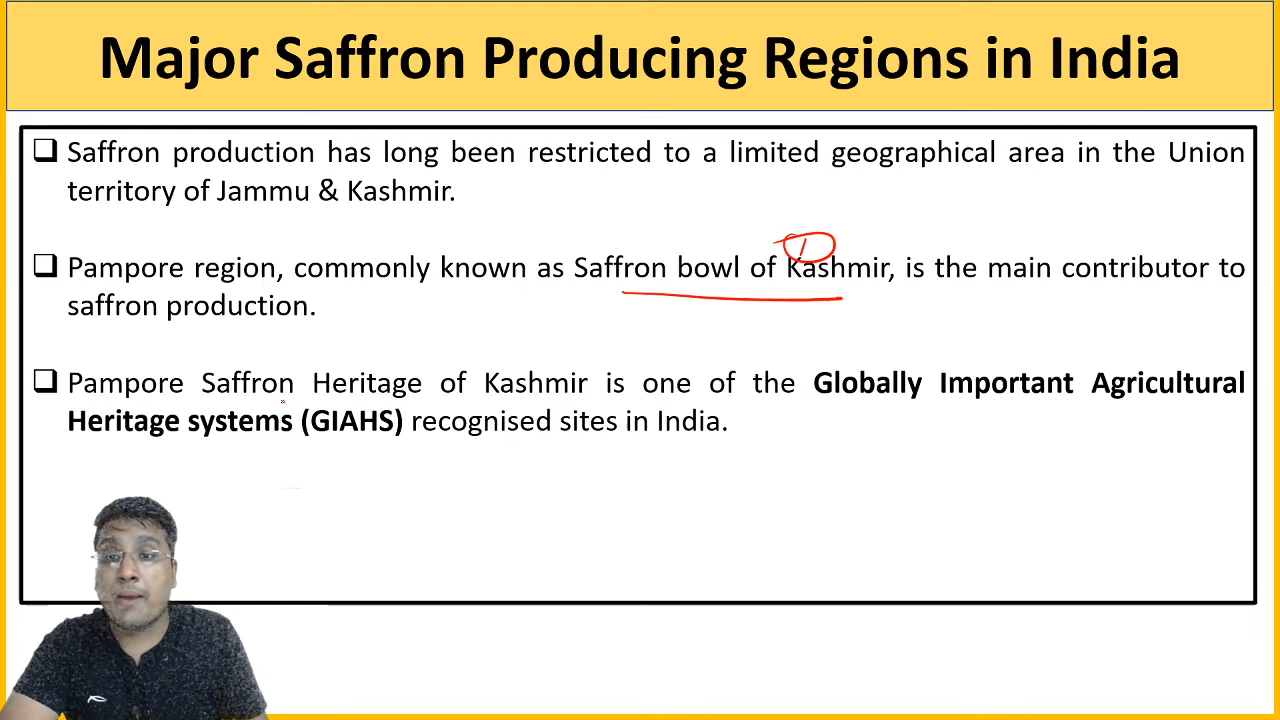 Major Saffron Producing Regions in India
Saffron production has long been restricted to a limited geographical area in the Union
territory of Jammu & Kashmir.
Pampore region, commonly known as Saffron bowl of Kashmir, is the main contributor to
saffron production.
Pampore Saffron Heritage of Kashmir is one of the Globally Important Agricultural
Heritage systems (GIAHS) recognised sites in India.